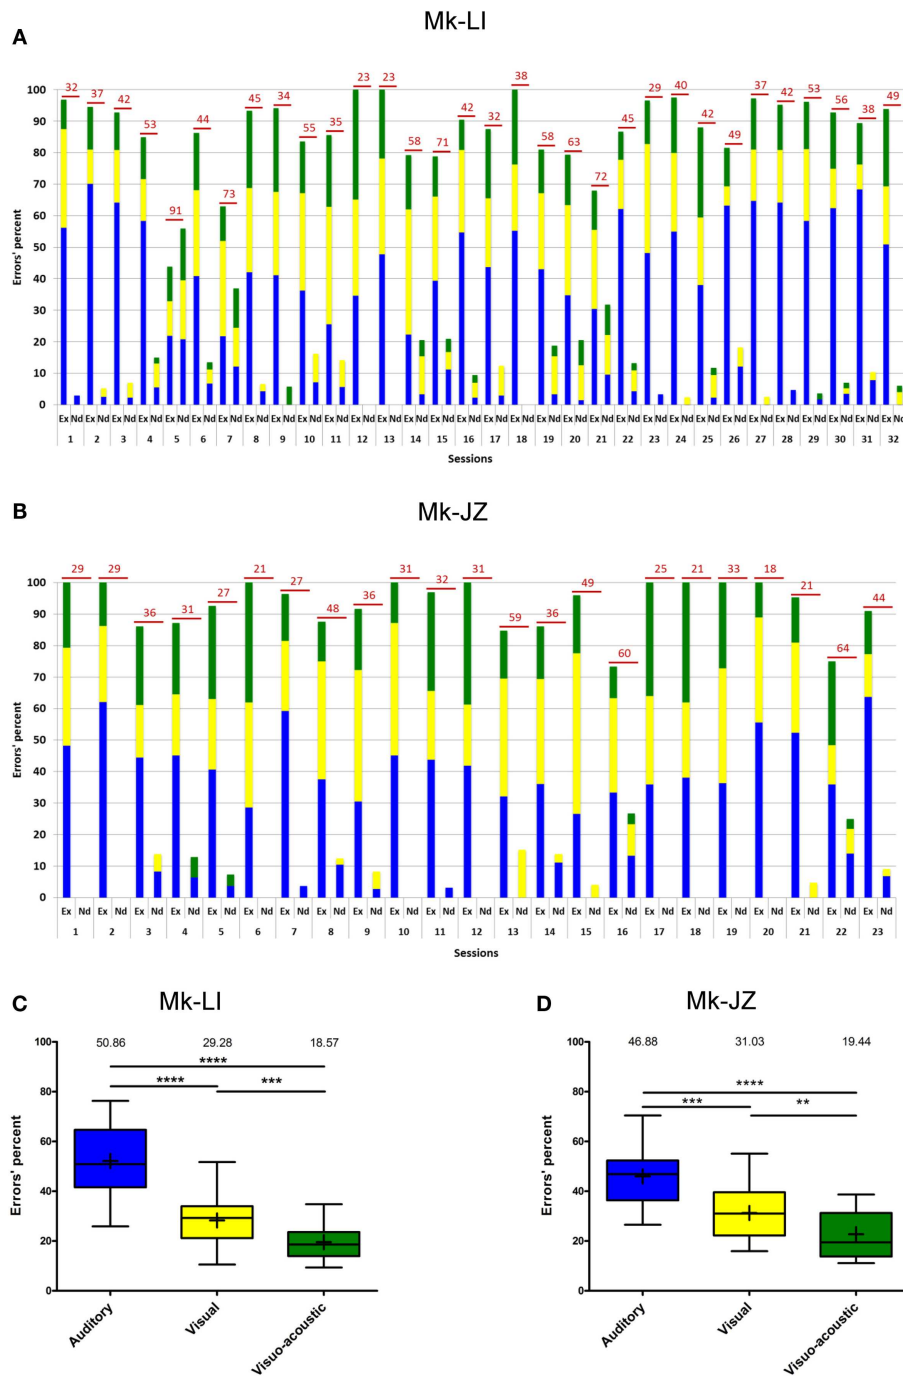 Mk-LI
A
32 37 42 53 91 44 73 45 34 55 35 23 23 58 71 42 32 38 58 63 72 45 29 40 42 49 37 42 53 56 38 49
Errors' percent
100
90
80
70
60
50
40
30
20
10
0
Ex Nd Ex Nd Ex Nd Ex Nd Ex Nd Ex Nd Ex Nd Ex Nd Ex Nd Ex Nd Ex Nd Ex Nd Ex Nd Ex Nd Ex Nd Ex Nd Ex Nd Ex Nd Ex Nd Ex Nd Ex Nd Ex Nd Ex Nd Ex Nd Ex Nd Ex Nd Ex Nd Ex Nd Ex Nd Ex Nd Ex Nd Ex Nd
1 2 3 4 5 6 7 8 9 10 11 12 13 14 15 16 17 18 19 20 21 22 23 24 25 26 27 28 29 30 31 32
Sessions
B
Mk-JZ
29 29 36 31 27 21 27 48 36 31 32 31 59 36 49 60 25 21 33 18 21 64 44
Errors' percent
100
90
80
70
60
50
40
30
20
10
0
Ex Nd Ex Nd Ex Nd Ex Nd Ex Nd Ex Nd Ex Nd Ex Nd Ex Nd Ex Nd Ex Nd Ex Nd Ex Nd Ex Nd Ex Nd Ex Nd Ex Nd Ex Nd Ex Nd Ex Nd Ex Nd Ex Nd Ex Nd
1 2 3 4 5 6 7 8 9 10 11 12 13 14 15 16 17 18 19 20 21 22 23
Sessions
C
Mk-LI
50.86 29.28 18.57
****
**** ***
Errors' percent
100
80
60
40
20
0
Auditory
Visual
Visuo-acoustic
D
Mk-JZ
46.88 31.03 19.44
****
*** **
Errors' percent
100
80
60
40
20
0
Auditory
Visual
Visuo-acoustic